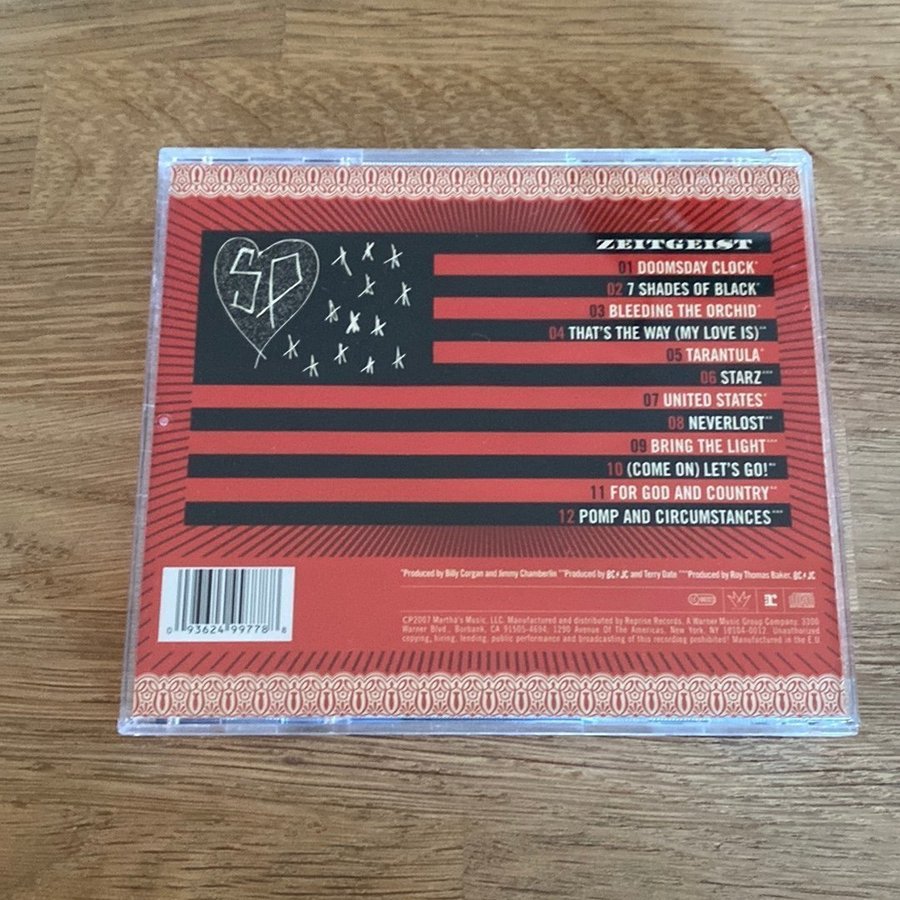 SP
ZEITGEIST
01 DOOMSDAY CLOCK*
02 7 SHADES OF BLACK*
03 BLEEDING THE ORCHID*
04 THAT'S THE WAY (MY LOVE IS)**
05 TARANTULA*
06 STARZ***
07 UNITED STATES*
08 NEVERLOST**
09 BRING THE LIGHT***
10 (COME ON) LET'S GO!**
11 FOR GOD AND COUNTRY**
12 POMP AND CIRCUMSTANCES***
*Produced by Billy Corgan and Jimmy Chamberlin **Produced by BC + JC and Terry Date ***Produced by Roy Thomas Baker, BC + JC
CP2007 Martha's Music, LLC. Manufactured and distributed by Reprise Records, A Warner Music Group Company, 3300
Warner Blvd., Burbank, CA 91505-4694, 1290 Avenue Of The Americas, New York, NY 10104-0012. Unauthorized
copying, hiring, lending, public performance and broadcasting of this recording prohibited! Manufactured in the E.U
0 93624 99778 8